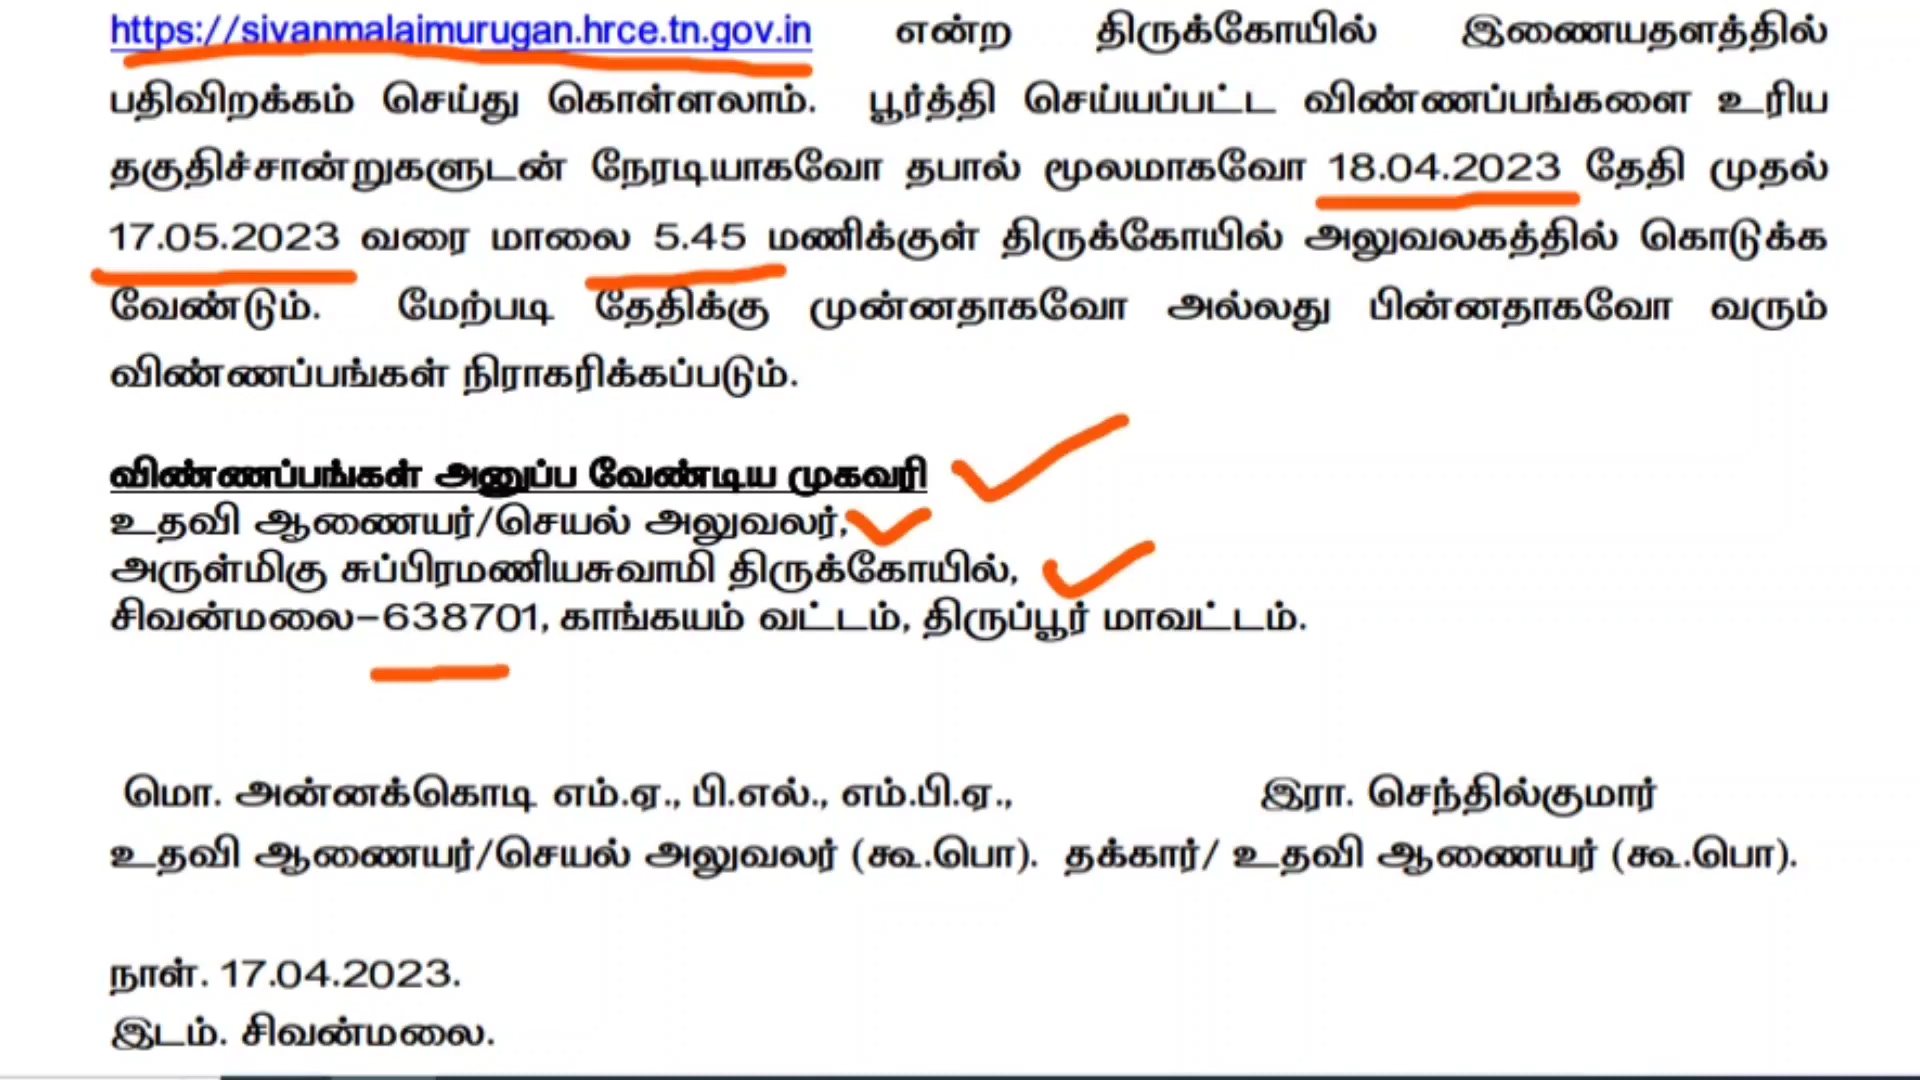 https://sivanmalaimurugan.hrce.tn.gov.in என்ற திருக்கோயில் இணையதளத்தில்
பதிவிறக்கம் செய்து கொள்ளலாம். பூர்த்தி செய்யப்பட்ட விண்ணப்பங்களை உரிய
தகுதிச்சான்றுகளுடன் நேரடியாகவோ தபால் மூலமாகவோ 18.04.2023 தேதி முதல்
17.05.2023 வரை மாலை 5.45 மணிக்குள் திருக்கோயில் அலுவலகத்தில் கொடுக்க
வேண்டும். மேற்படி தேதிக்கு முன்னதாகவோ அல்லது பின்னதாகவோ வரும்
விண்ணப்பங்கள் நிராகரிக்கப்படும்.
விண்ணப்பங்கள் அனுப்ப வேண்டிய முகவரி
உதவி ஆணையர்/செயல் அலுவலர்,
அருள்மிகு சுப்பிரமணியசுவாமி திருக்கோயில்,
சிவன்மலை–638701, காங்கயம் வட்டம், திருப்பூர் மாவட்டம்.
மொ. அன்னக்கொடி எம்.ஏ., பி.எல்., எம்.பி.ஏ., இரா. செந்தில்குமார்
உதவி ஆணையர்/செயல் அலுவலர் (கூ.பொ). தக்கார்/ உதவி ஆணையர் (கூ.பொ).
நாள். 17.04.2023.
இடம். சிவன்மலை.